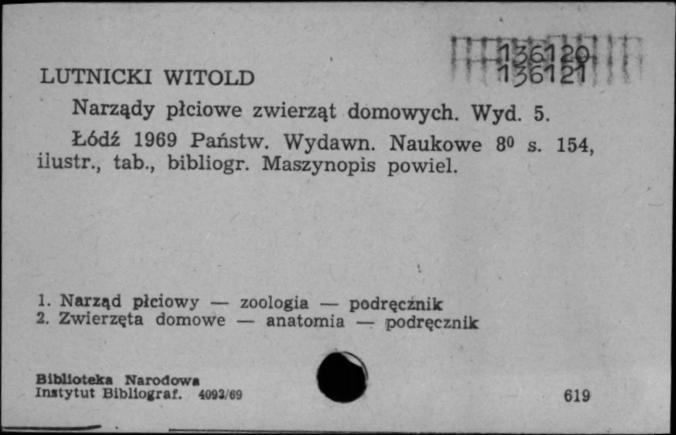 136120
136121
LUTNICKI WITOLD
Narządy płciowe zwierząt domowych. Wyd. 5.
Łódź 1969 Państw. Wydawn. Naukowe 8⁰ s. 154,
ilustr., tab., bibliogr. Maszynopis powiel.
1. Narząd płciowy — zoologia — podręcznik
2. Zwierzęta domowe — anatomia — podręcznik
Biblioteka Narodowa
Instytut Bibliograf. 4093/69
619